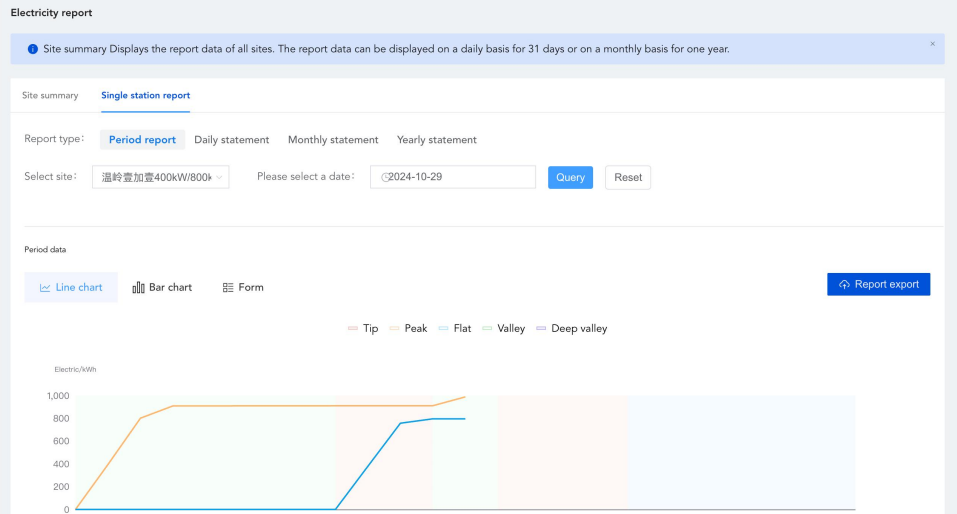 Electricity report
Site summary Displays the report data of all sites. The report data can be displayed on a daily basis for 31 days or on a monthly basis for one year.
Site summary Single station report
Report type: Period report Daily statement Monthly statement Yearly statement
Select site: 温岭壹加壹400kW/800k Please select a date: 2024-10-29 Query Reset
Period data
Line chart Bar chart Form Report export
Tip Peak Flat Valley Deep valley
Electric/kWh
1,000
800
600
400
200
0